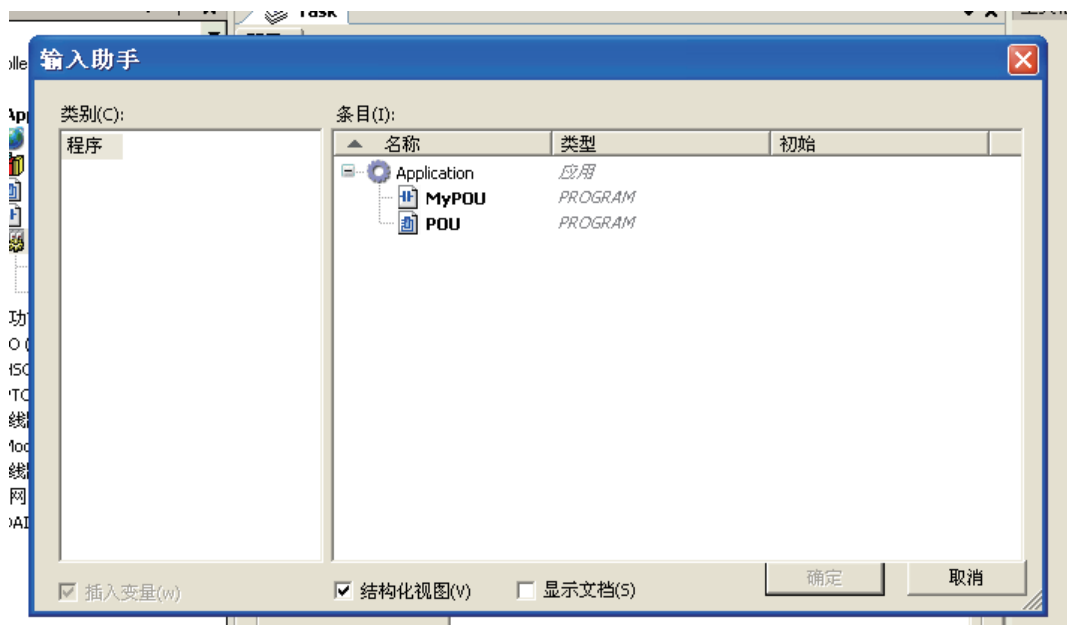 Task
输入助手
类别(C):
条目(I):
程序
名称 类型 初始
Application 应用
MyPOU PROGRAM
POU PROGRAM
插入变量(w)
结构化视图(V)
显示文档(S)
确定
取消